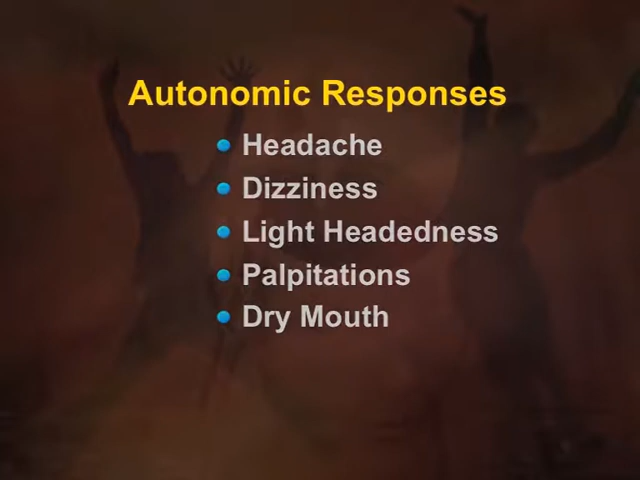 Autonomic Responses
Headache
Dizziness
Light Headedness
Palpitations
Dry Mouth